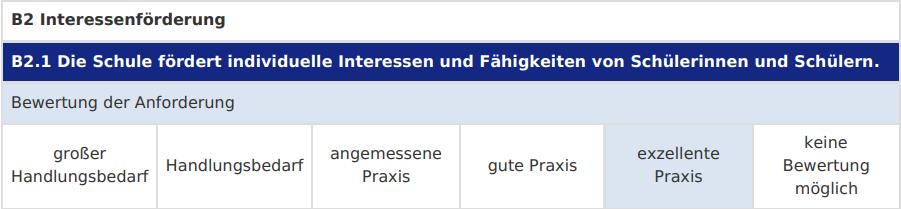 B2 Interessenförderung
B2.1 Die Schule fördert individuelle Interessen und Fähigkeiten von Schülerinnen und Schülern.
Bewertung der Anforderung
großer
Handlungsbedarf
Handlungsbedarf
angemessene
Praxis
gute Praxis
exzellente
Praxis
keine
Bewertung
möglich